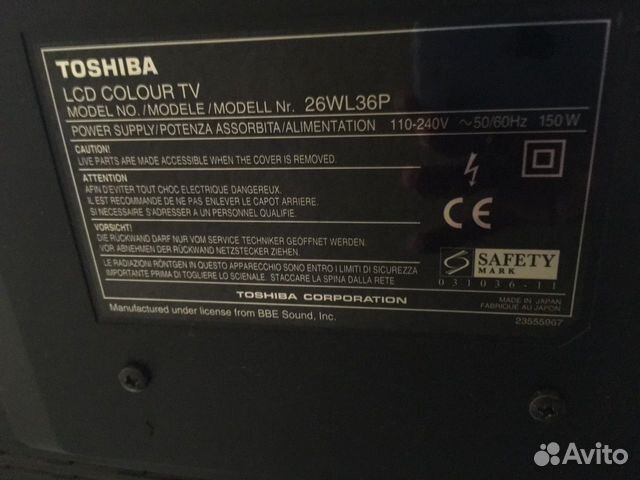 TOSHIBA
LCD COLOUR TV
MODEL NO./MODELE/MODELL Nr. 26WL36P
POWER SUPPLY/POTENZA ASSORBITA/ALIMENTATION 110-240V ~50/60Hz 150W
CAUTION!
LIVE PARTS ARE MADE ACCESSIBLE WHEN THE COVER IS REMOVED.
ATTENTION
AFIN D'EVITER TOUT CHOC ELECTRIQUE DANGEREUX.
IL EST RECOMMANDE DE NE PAS ENLEVER LE CAPOT ARRIERE.
SI NECESSAIRE S'ADRESSER A UN PERSONNEL QUALIFIE.
VORSICHT!
DIE RÜCKWAND DARF NUR VOM SERVICE TECHNIKER GEÖFFNET WERDEN.
VOR ABNEHMEN DER RÜCKWAND NETZSTECKER ZIEHEN.
LE RADIAZIONI RÖNTGEN IN QUESTO APPARECCHIO SONO ENTRO I LIMITI DI SICUREZZA
IMPORTANTE PRIMA DI TOGLIERE LO SCIENALE. STACCARE LA SPINA DALLA RETE
CE
S SAFETY
MARK
031036-11
TOSHIBA CORPORATION
MADE IN JAPAN
FABRIQUE AU JAPON
Manufactured under license from BBE Sound, Inc.
23555967
Avito